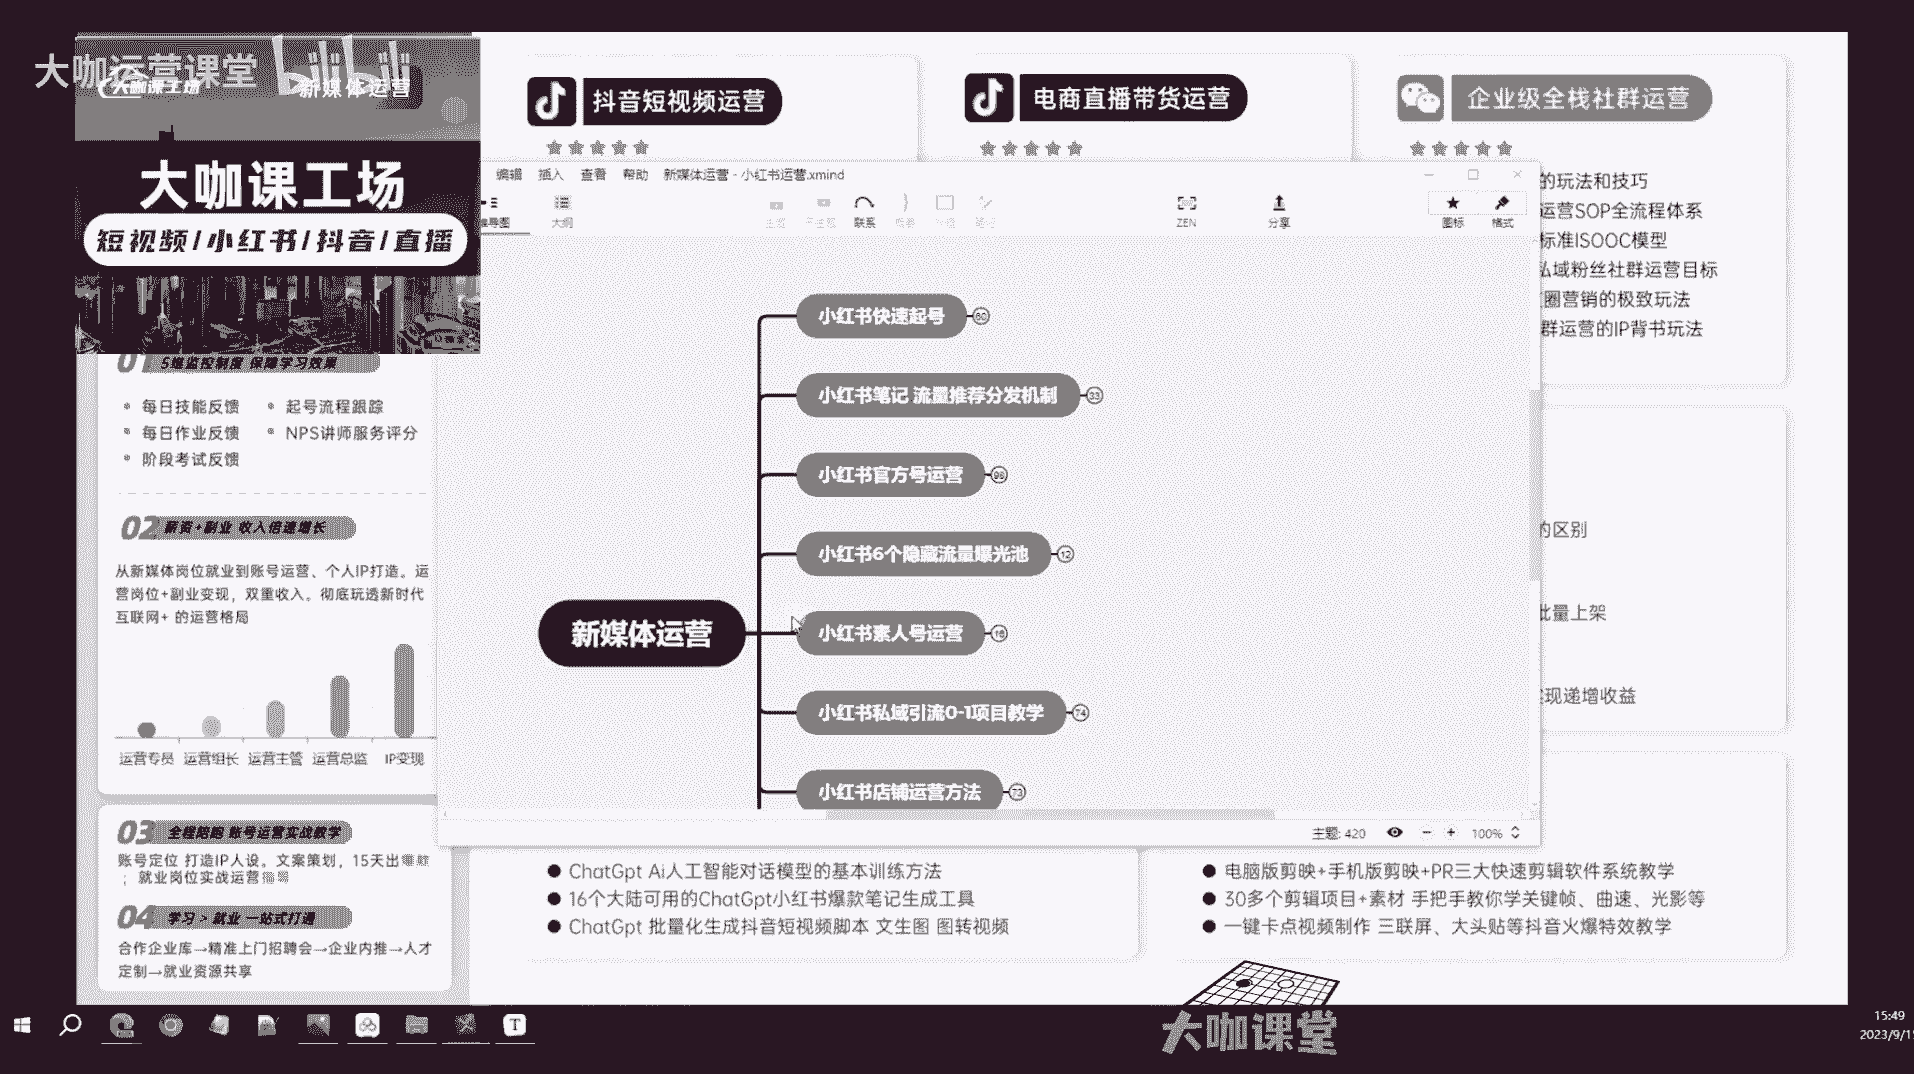 大咖运营课堂
大咖课工场
新媒体运营
大咖课工场
短视频/小红书/抖音/直播
抖音短视频运营
电商直播带货运营
企业级全栈社群运营
编辑 插入 查看 帮助 新媒体运营 - 小红书运营.xmind
大纲
联系
ZEN
分享
图标
格式
小红书快速起号 60
小红书笔记 流量推荐分发机制 33
小红书官方号运营
小红书6个隐藏流量曝光池 12
新媒体运营
小红书素人号运营
小红书私域引流0-1项目教学 74
小红书店铺运营方法 73
主题: 420
100%
的玩法和技巧
运营SOP全流程体系
标准ISOOC模型
私域粉丝社群运营目标
圈营销的极致玩法
群运营的IP背书玩法
的区别
批量上架
实现递增收益
01 5维监控制度 保障学习效果
每日技能反馈
起号流程跟踪
每日作业反馈
NPS讲师服务评分
阶段考试反馈
02 薪资+副业 收入倍速增长
从新媒体岗位就业到账号运营、个人IP打造。运
营岗位+副业变现，双重收入。彻底玩透新时代
互联网+ 的运营格局
运营专员 运营组长 运营主管 运营总监 IP变现
03 全程陪跑 账号运营实战教学
账号定位 打造IP人设。文案策划，15天出爆款
；就业岗位实战运营
04 学习 > 就业 一站式打通
合作企业库→精准上门招聘会→企业内推→人才
定制→就业资源共享
ChatGpt Ai人工智能对话模型的基本训练方法
16个大陆可用的ChatGpt小红书爆款笔记生成工具
ChatGpt 批量化生成抖音短视频脚本 文生图 图转视频
电脑版剪映+手机版剪映+PR三大快速剪辑软件系统教学
30多个剪辑项目+素材 手把手教你学关键帧、曲速、光影等
一键卡点视频制作 三联屏、大头贴等抖音火爆特效教学
大咖课堂
15:49
2023/9/1